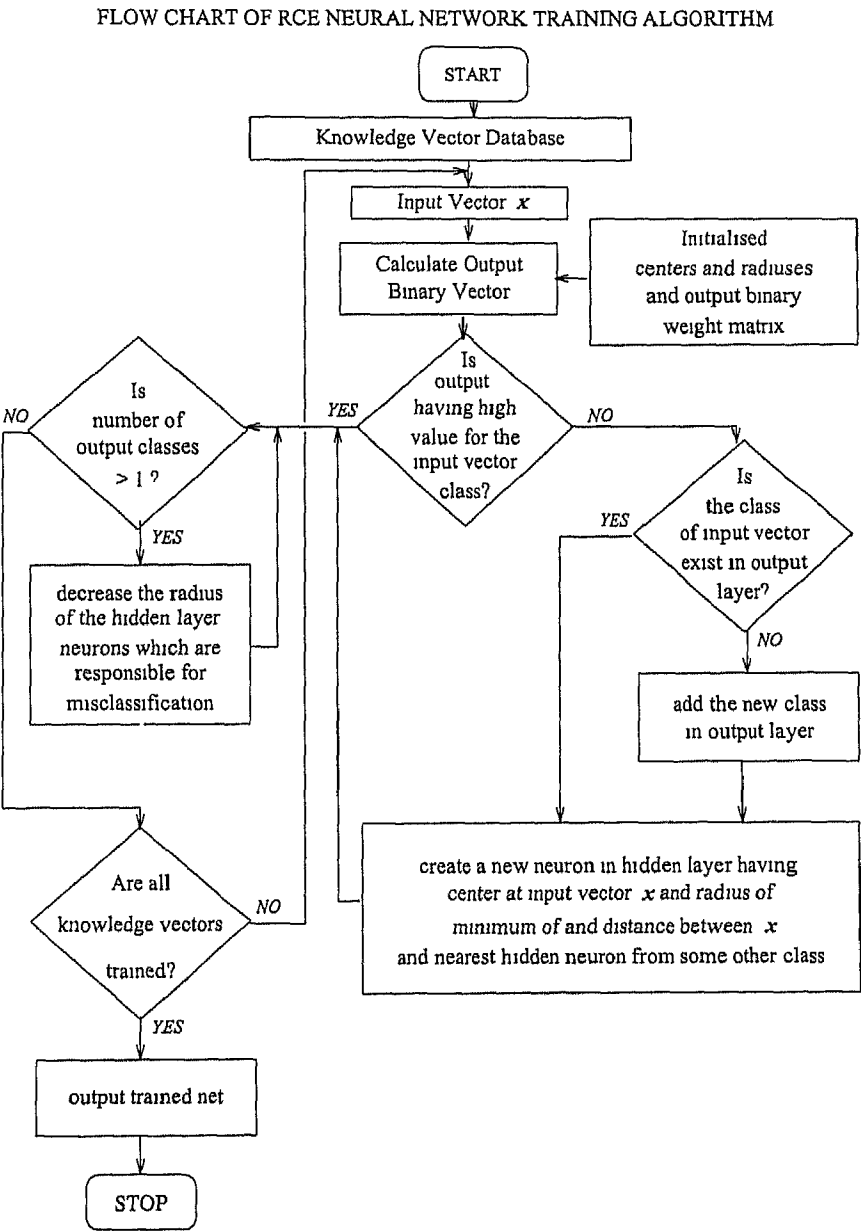 FLOW CHART OF RCE NEURAL NETWORK TRAINING ALGORITHM
START
Knowledge Vector Database
Input Vector x
Calculate Output
Binary Vector
Initialised
centers and radiuses
and output binary
weight matrix
Is
output
having high
value for the
input vector
class?
YES
NO
Is
number of
output classes
> 1 ?
NO
YES
decrease the radius
of the hidden layer
neurons which are
responsible for
misclassification
Is
the class
of input vector
exist in output
layer?
YES
NO
add the new class
in output layer
create a new neuron in hidden layer having
center at input vector x and radius of
minimum of and distance between x
and nearest hidden neuron from some other class
Are all
knowledge vectors
trained?
NO
YES
output trained net
STOP